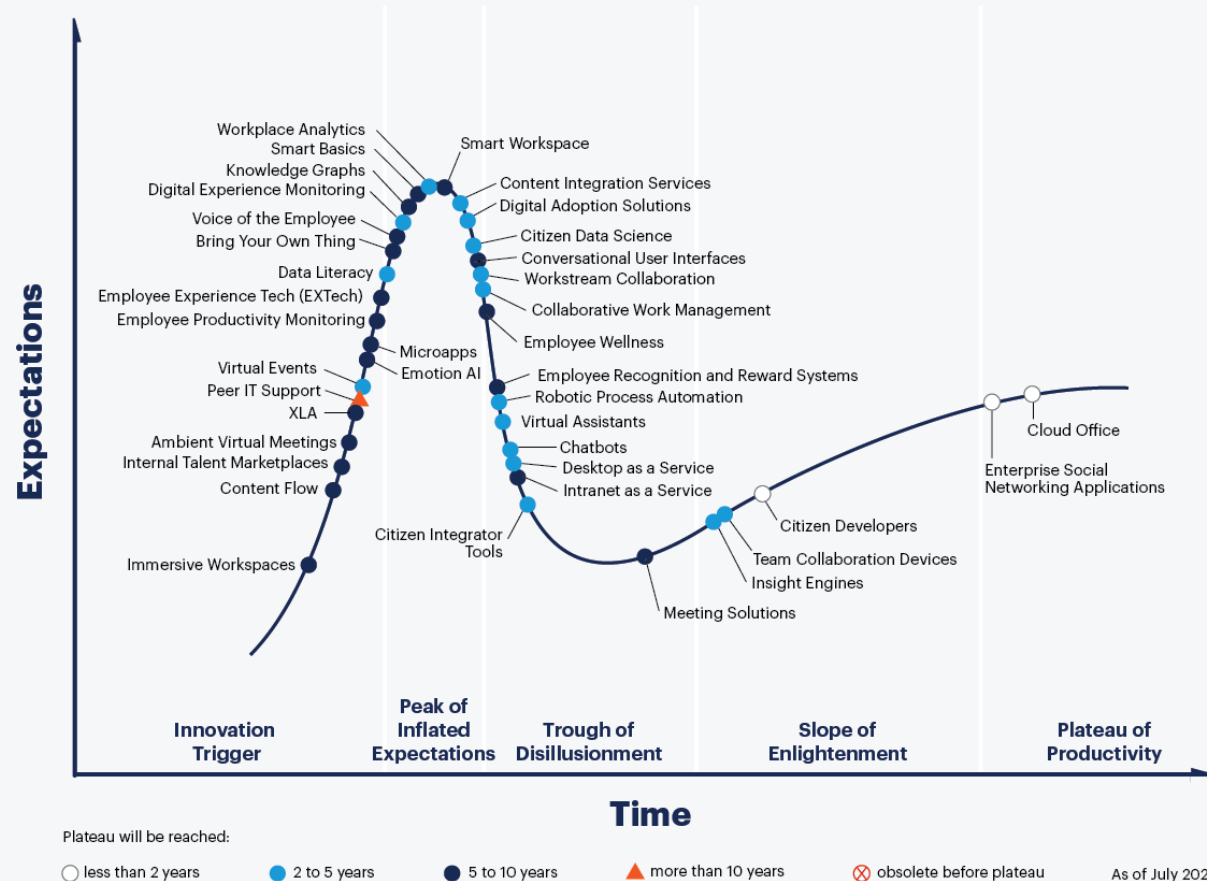 Workplace Analytics
Smart Basics
Knowledge Graphs
Digital Experience Monitoring
Voice of the Employee
Bring Your Own Thing
Data Literacy
Employee Experience Tech (EXTech)
Employee Productivity Monitoring
Microapps
Emotion AI
Virtual Events
Peer IT Support
XLA
Ambient Virtual Meetings
Internal Talent Marketplaces
Content Flow
Immersive Workspaces
Smart Workspace
Content Integration Services
Digital Adoption Solutions
Citizen Data Science
Conversational User Interfaces
Workstream Collaboration
Collaborative Work Management
Employee Wellness
Employee Recognition and Reward Systems
Robotic Process Automation
Virtual Assistants
Chatbots
Desktop as a Service
Intranet as a Service
Citizen Integrator
Tools
Meeting Solutions
Insight Engines
Team Collaboration Devices
Citizen Developers
Enterprise Social
Networking Applications
Cloud Office
Expectations
Innovation
Trigger
Peak of
Inflated
Expectations
Trough of
Disillusionment
Slope of
Enlightenment
Plateau of
Productivity
Time
Plateau will be reached:
less than 2 years
2 to 5 years
5 to 10 years
more than 10 years
obsolete before plateau
As of July